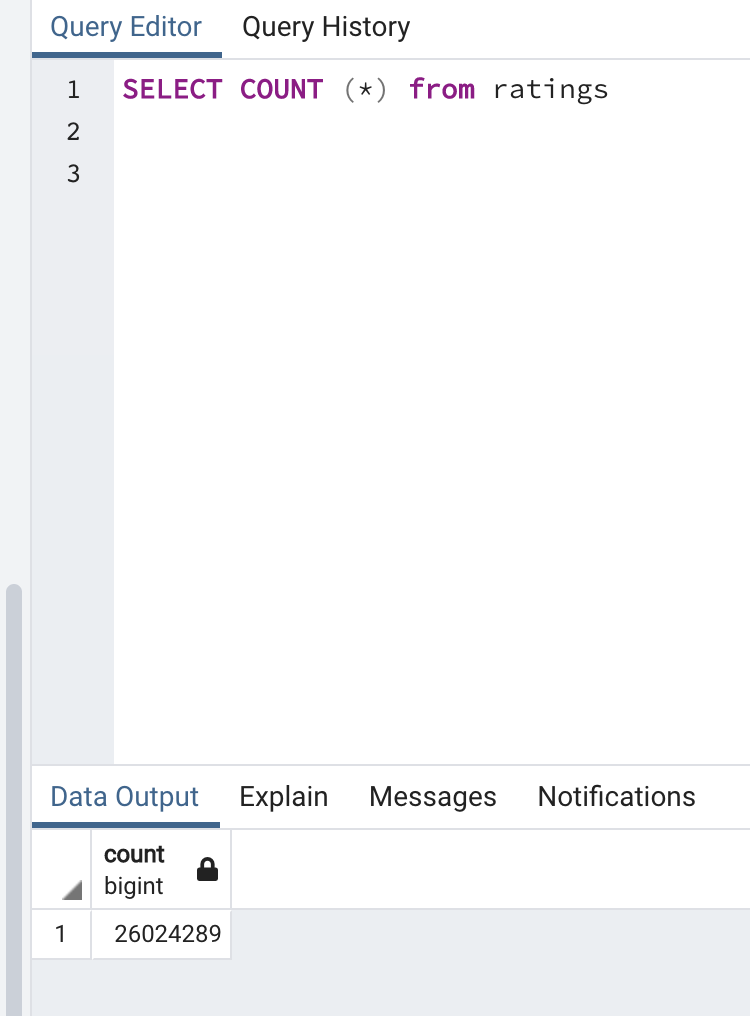 Query Editor Query History
1 SELECT COUNT (*) from ratings
2
3
Data Output Explain Messages Notifications
count
bigint
1 26024289